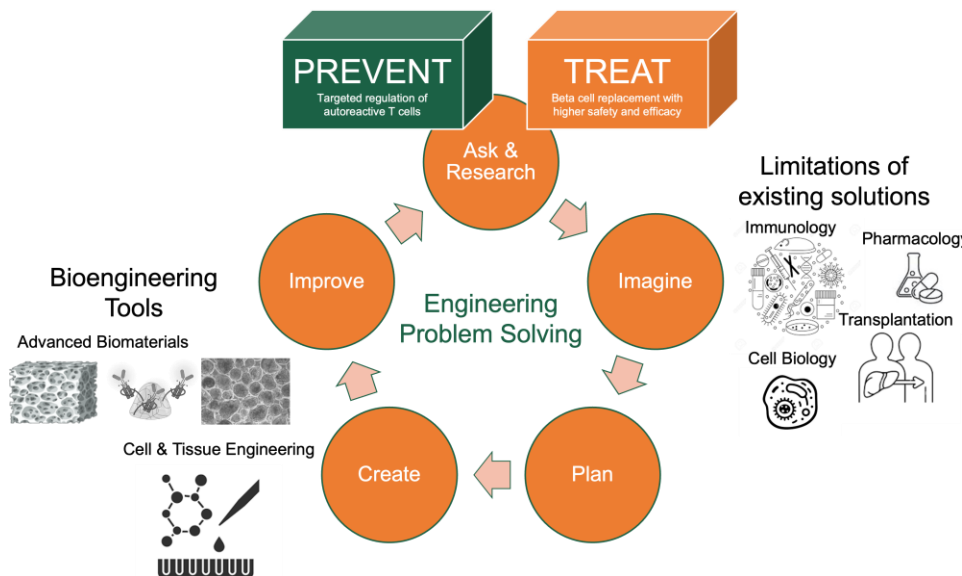 PREVENT
Targeted regulation of
autoreactive T cells
TREAT
Beta cell replacement with
higher safety and efficacy
Ask &
Research
Limitations of
existing solutions
Immunology
Pharmacology
Improve
Imagine
Bioengineering
Tools
Engineering
Problem Solving
Transplantation
Advanced Biomaterials
Cell Biology
Cell & Tissue Engineering
Create
Plan